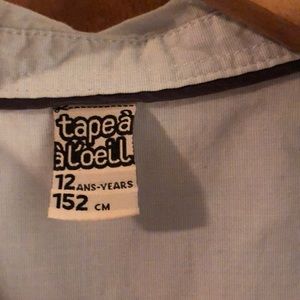 tape à
à l'oeil
12 ANS-YEARS
152 CM